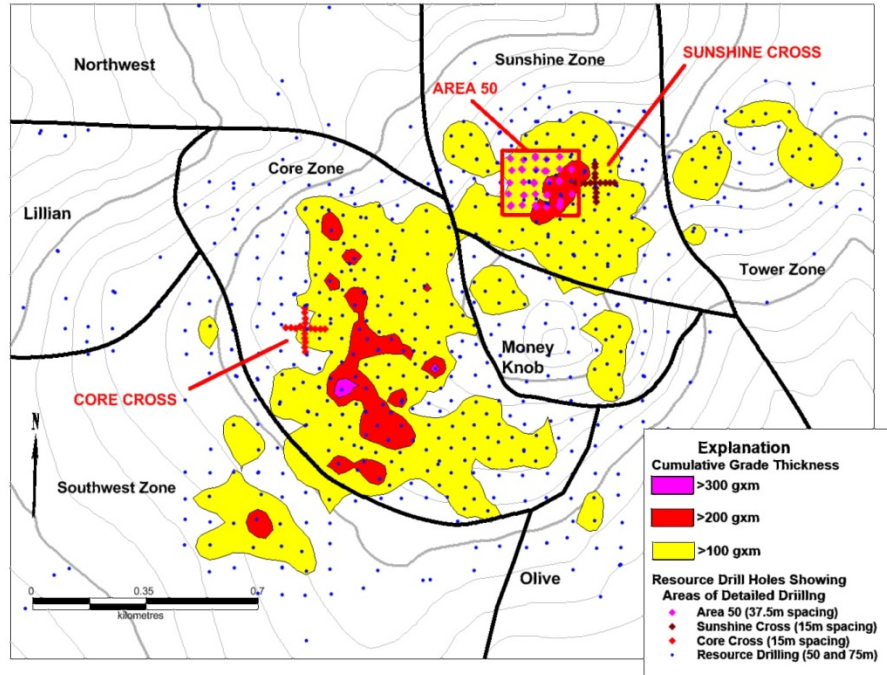 Northwest
Sunshine Zone
SUNSHINE CROSS
AREA 50
Core Zone
Lillian
Tower Zone
Money
Knob
CORE CROSS
N
Southwest Zone
Olive
0 0.35 0.7
kilometres
Explanation
Cumulative Grade Thickness
>300 gxm
>200 gxm
>100 gxm
Resource Drill Holes Showing
Areas of Detailed Driillng
Area 50 (37.5m spacing)
Sunshine Cross (15m spacing)
Core Cross (15m spacing)
Resource Drilling (50 and 75m)